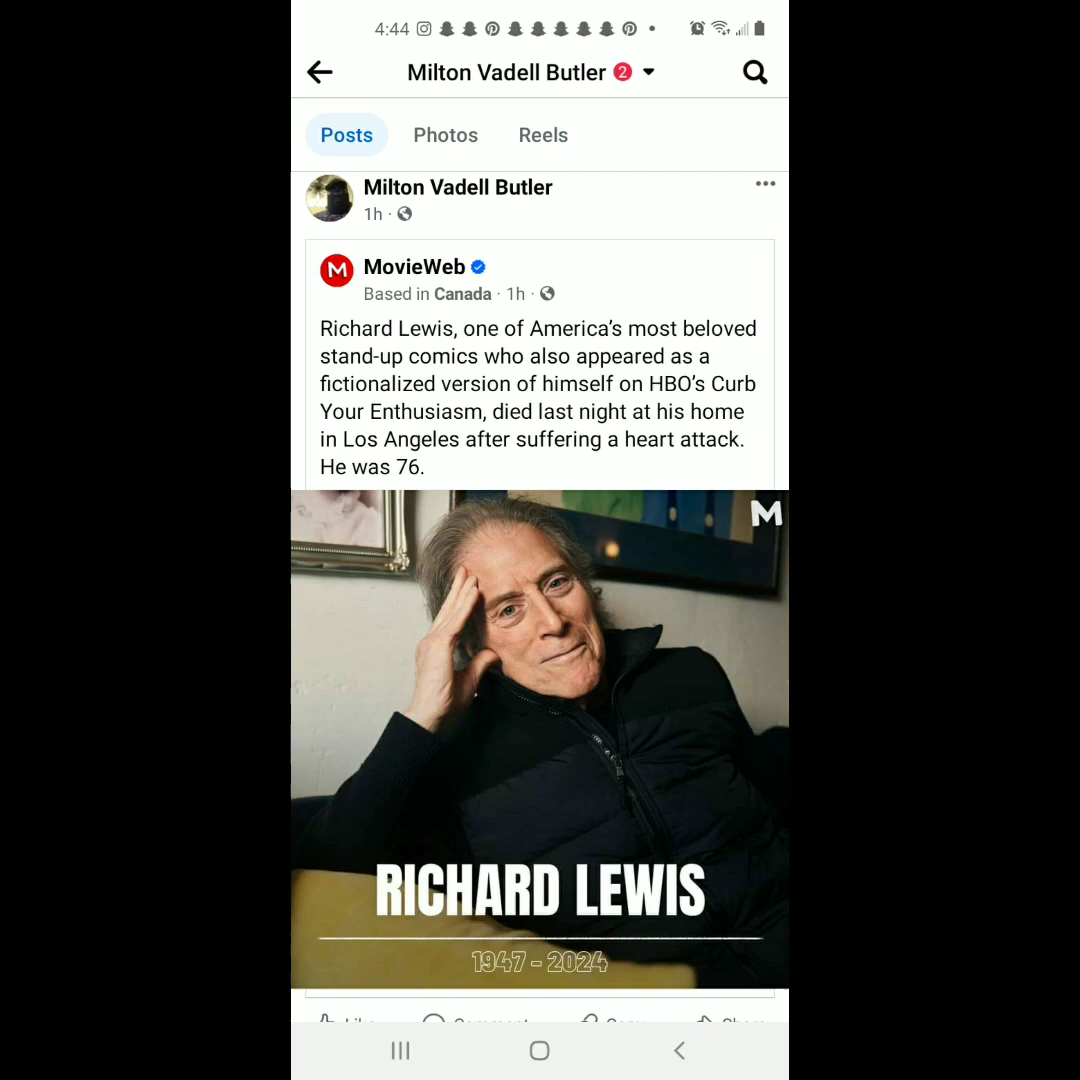 4:44
Milton Vadell Butler 2
Posts Photos Reels
Milton Vadell Butler
1h ·
M MovieWeb
Based in Canada · 1h ·
Richard Lewis, one of America’s most beloved
stand-up comics who also appeared as a
fictionalized version of himself on HBO’s Curb
Your Enthusiasm, died last night at his home
in Los Angeles after suffering a heart attack.
He was 76.
M
RICHARD LEWIS
1947 - 2024